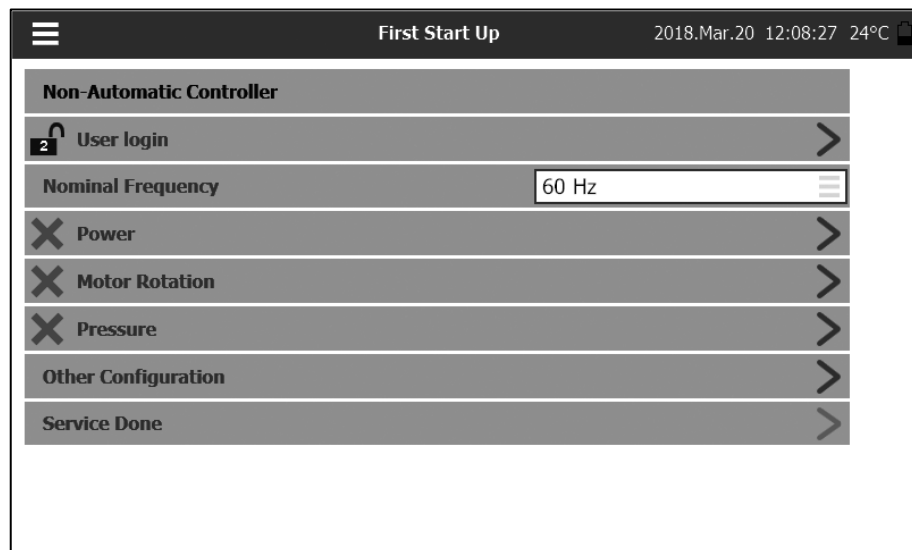 First Start Up 2018.Mar.20 12:08:27 24°C
Non-Automatic Controller
2 User login
Nominal Frequency 60 Hz
Power
Motor Rotation
Pressure
Other Configuration
Service Done